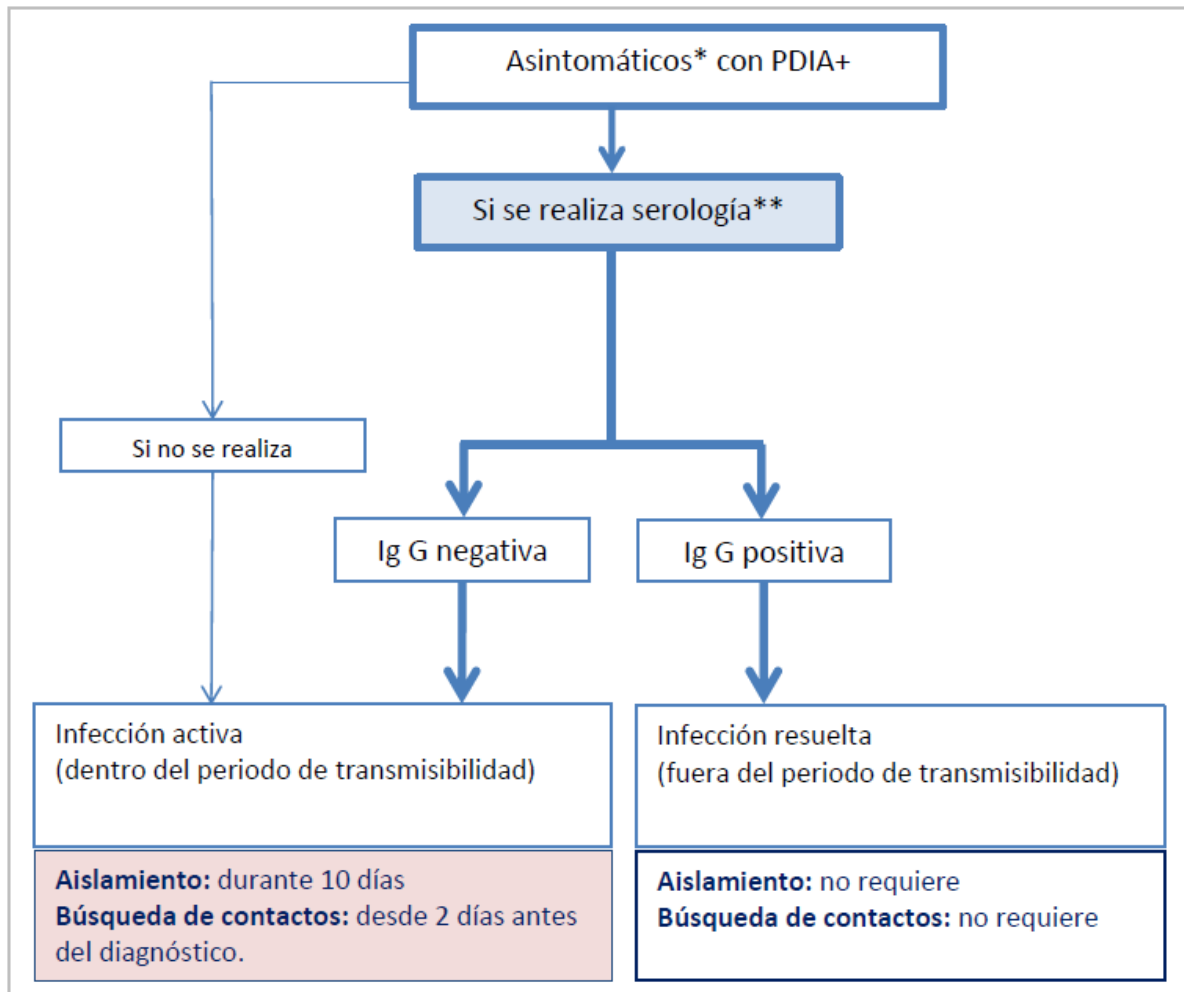 Asintomáticos* con PDIA+
Si se realiza serología**
Si no se realiza
Ig G negativa
Ig G positiva
Infección activa
(dentro del periodo de transmisibilidad)
Infección resuelta
(fuera del periodo de transmisibilidad)
Aislamiento: durante 10 días
Búsqueda de contactos: desde 2 días antes
del diagnóstico.
Aislamiento: no requiere
Búsqueda de contactos: no requiere